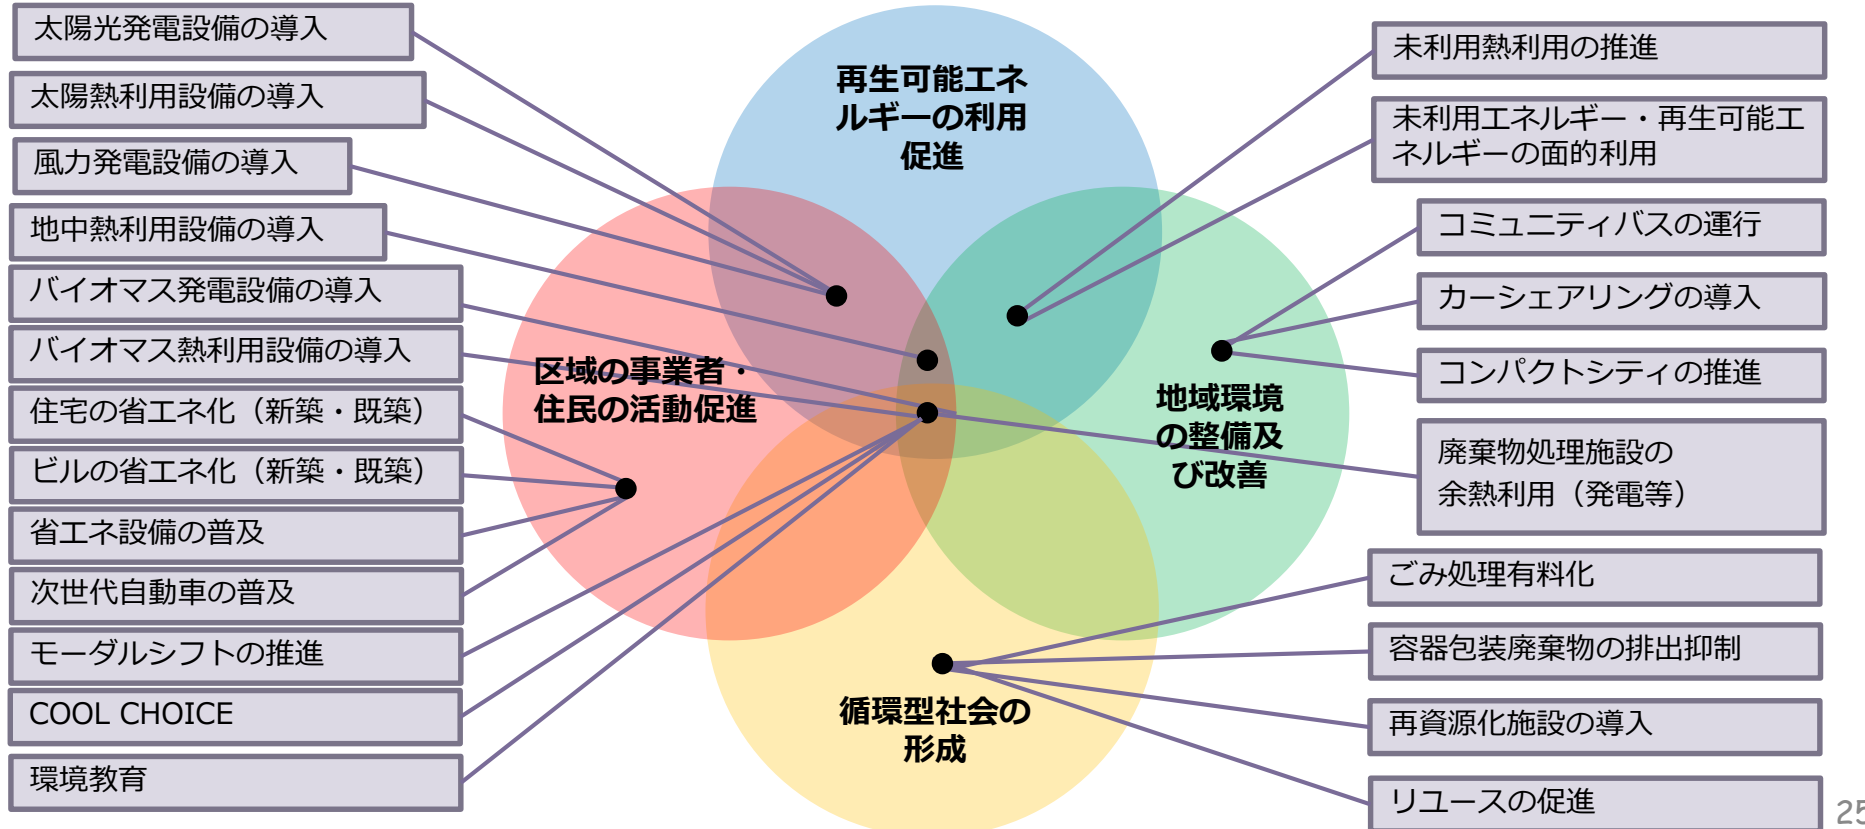 太陽光発電設備の導入
太陽熱利用設備の導入
風力発電設備の導入
地中熱利用設備の導入
バイオマス発電設備の導入
バイオマス熱利用設備の導入
住宅の省エネ化（新築・既築）
ビルの省エネ化（新築・既築）
省エネ設備の普及
次世代自動車の普及
モーダルシフトの推進
COOL CHOICE
環境教育
再生可能エネ
ルギーの利用
促進
区域の事業者・
住民の活動促進
地域環境
の整備及
び改善
循環型社会の
形成
未利用熱利用の推進
未利用エネルギー・再生可能エ
ネルギーの面的利用
コミュニティバスの運行
カーシェアリングの導入
コンパクトシティの推進
廃棄物処理施設の
余熱利用（発電等）
ごみ処理有料化
容器包装廃棄物の排出抑制
再資源化施設の導入
リユースの促進
25